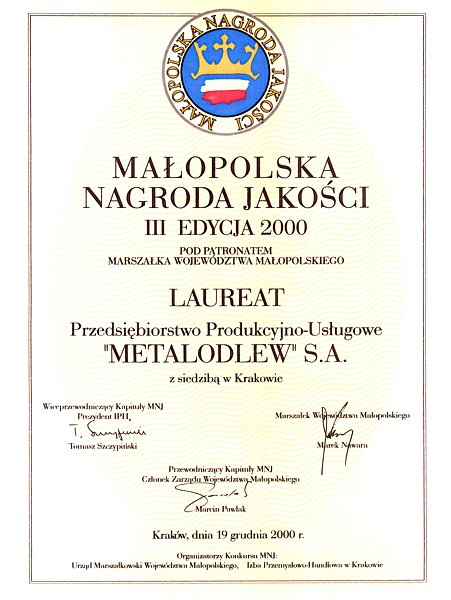 MAŁOPOLSKA NAGRODA JAKOŚCI
MAŁOPOLSKA
NAGRODA JAKOŚCI
III EDYCJA 2000
POD PATRONATEM
MARSZAŁKA WOJEWÓDZTWA MAŁOPOLSKIEGO
LAUREAT
Przedsiębiorstwo Produkcyjno-Usługowe
"METALODLEW" S.A.
z siedzibą w Krakowie
Wiceprzewodniczący Kapituły MNJ
Prezydent IPH,
Tomasz Szczypiński
Marszałek Województwa Małopolskiego
Marek Nawara
Przewodniczący Kapituły MNJ
Członek Zarządu Województwa Małopolskiego
Marcin Pawlak
Kraków, dnia 19 grudnia 2000 r.
Organizatorzy Konkursu MNJ:
Urząd Marszałkowski Województwa Małopolskiego, Izba Przemysłowo-Handlowa w Krakowie